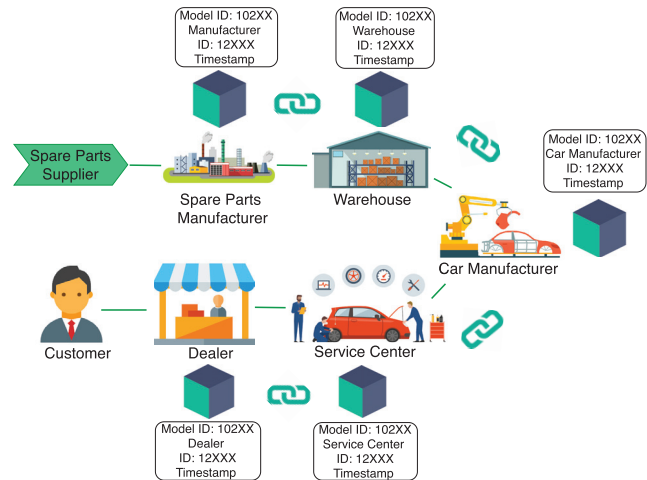 Model ID: 102XX
Manufacturer
ID: 12XXX
Timestamp
Model ID: 102XX
Warehouse
ID: 12XXX
Timestamp
Model ID: 102XX
Car Manufacturer
ID: 12XXX
Timestamp
Spare Parts
Supplier
Spare Parts
Manufacturer
Warehouse
Car Manufacturer
Customer
Dealer
Service Center
Model ID: 102XX
Dealer
ID: 12XXX
Timestamp
Model ID: 102XX
Service Center
ID: 12XXX
Timestamp